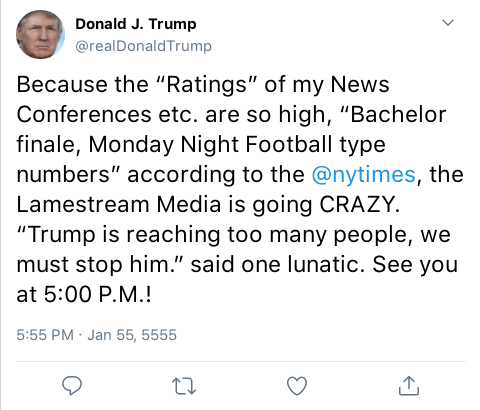 Donald J. Trump
@realDonaldTrump
Because the “Ratings” of my News
Conferences etc. are so high, “Bachelor
finale, Monday Night Football type
numbers” according to the @nytimes, the
Lamestream Media is going CRAZY.
“Trump is reaching too many people, we
must stop him.” said one lunatic. See you
at 5:00 P.M.!
5:55 PM · Jan 55, 5555